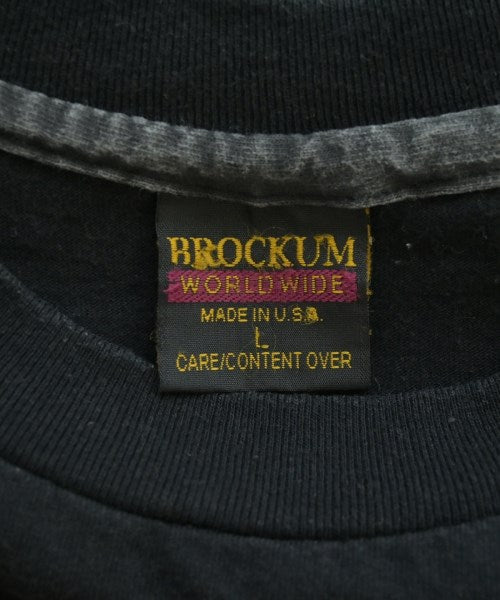 BROCKUM
WORLDWIDE
MADE IN U.S.A.
L
CARE/CONTENT OVER